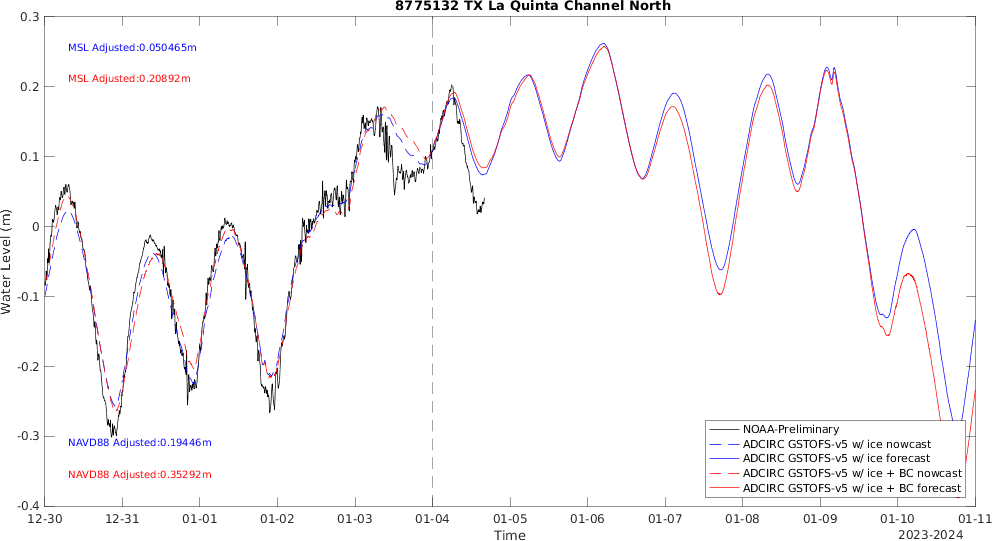 8775132 TX La Quinta Channel North
0.3
0.2
0.1
0
-0.1
-0.2
-0.3
-0.4
Water Level (m)
MSL Adjusted:0.050465m
MSL Adjusted:0.20892m
NAVD88 Adjusted:0.19446m
NAVD88 Adjusted:0.35292m
NOAA-Preliminary
ADCIRC GSTOFS-v5 w/ ice nowcast
ADCIRC GSTOFS-v5 w/ ice forecast
ADCIRC GSTOFS-v5 w/ ice + BC nowcast
ADCIRC GSTOFS-v5 w/ ice + BC forecast
12-30 12-31 01-01 01-02 01-03 01-04 01-05 01-06 01-07 01-08 01-09 01-10 01-11
Time
2023-2024